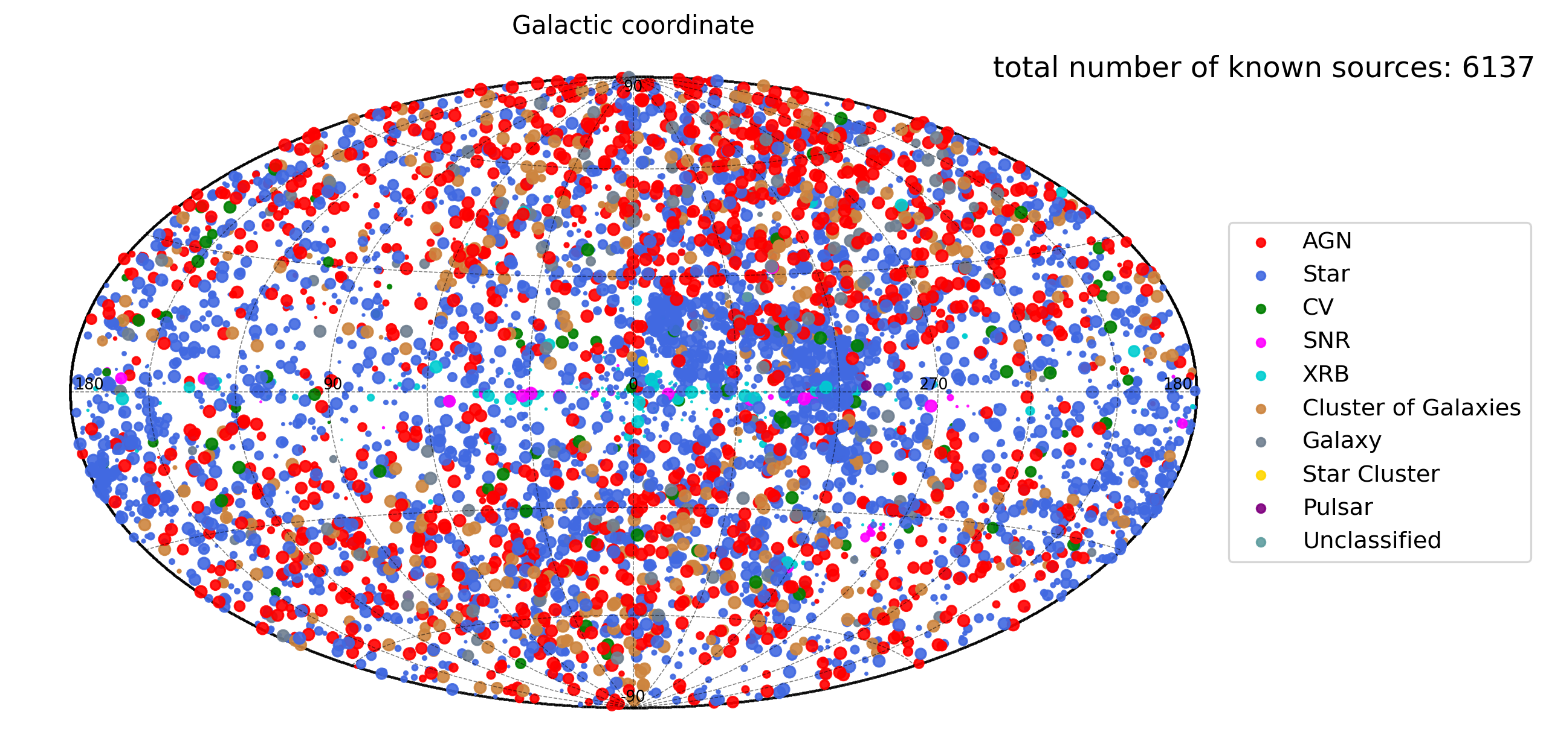 Galactic coordinate
total number of known sources: 6137
90
180
90
0
270
180
-90
AGN
Star
CV
SNR
XRB
Cluster of Galaxies
Galaxy
Star Cluster
Pulsar
Unclassified